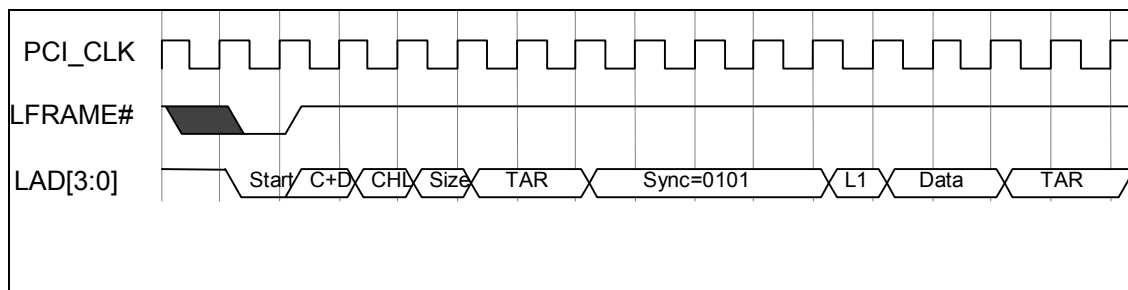 PCI_CLK
LFRAME#
LAD[3:0] Start C+D CHL Size TAR Sync=0101 L1 Data TAR